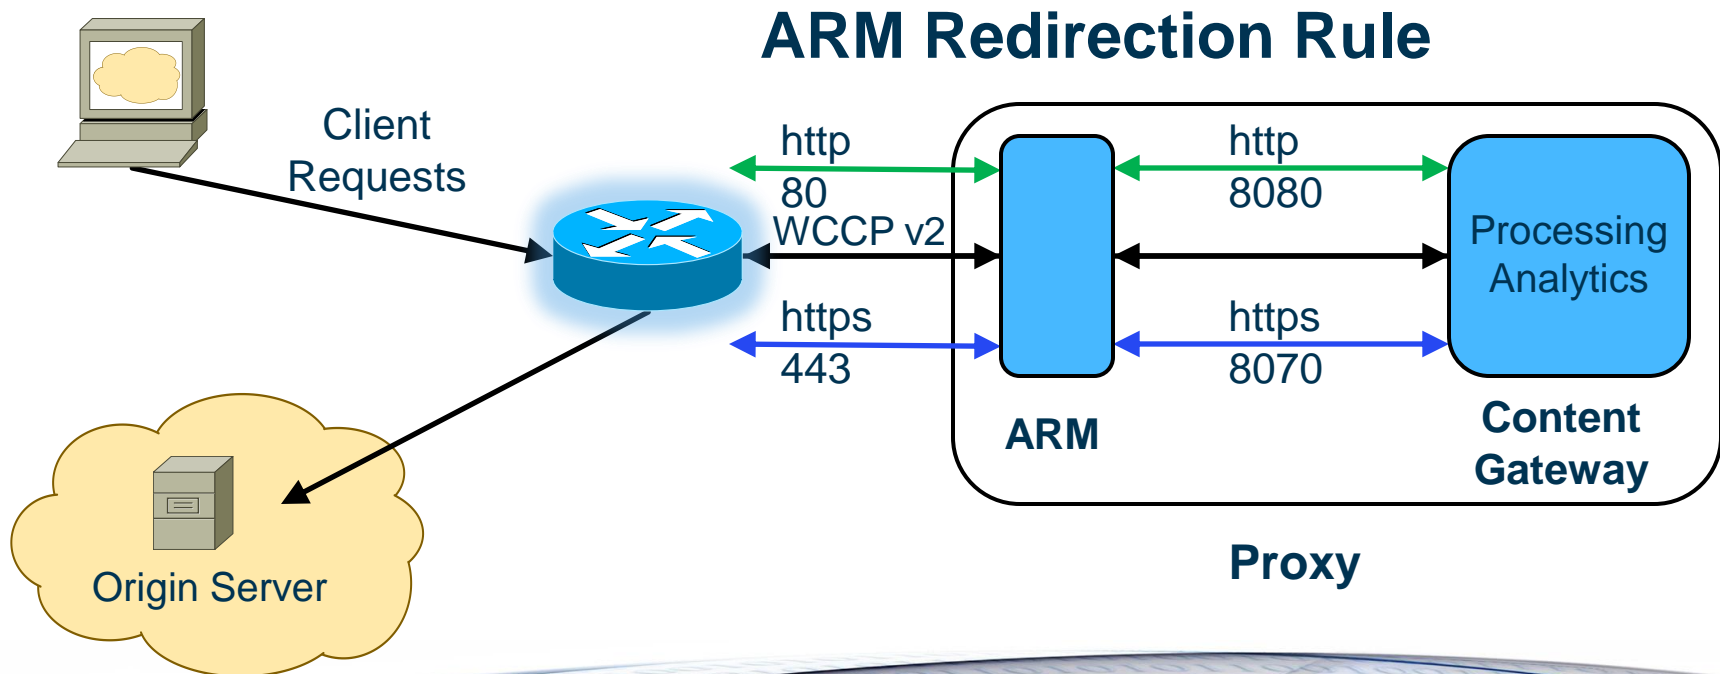 ARM Redirection Rule
Client
Requests
http
80
WCCP v2
https
443
http
8080
https
8070
Processing
Analytics
ARM
Content
Gateway
Proxy
Origin Server